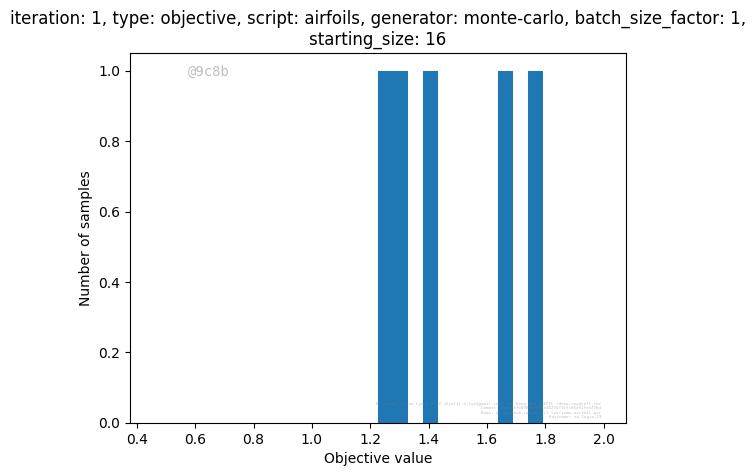 iteration: 1, type: objective, script: airfoils, generator: monte-carlo, batch_size_factor: 1,
starting_size: 16
@9c8b
1.0
0.8
0.6
0.4
0.2
0.0
Number of samples
0.4 0.6 0.8 1.0 1.2 1.4 1.6 1.8 2.0
Objective value